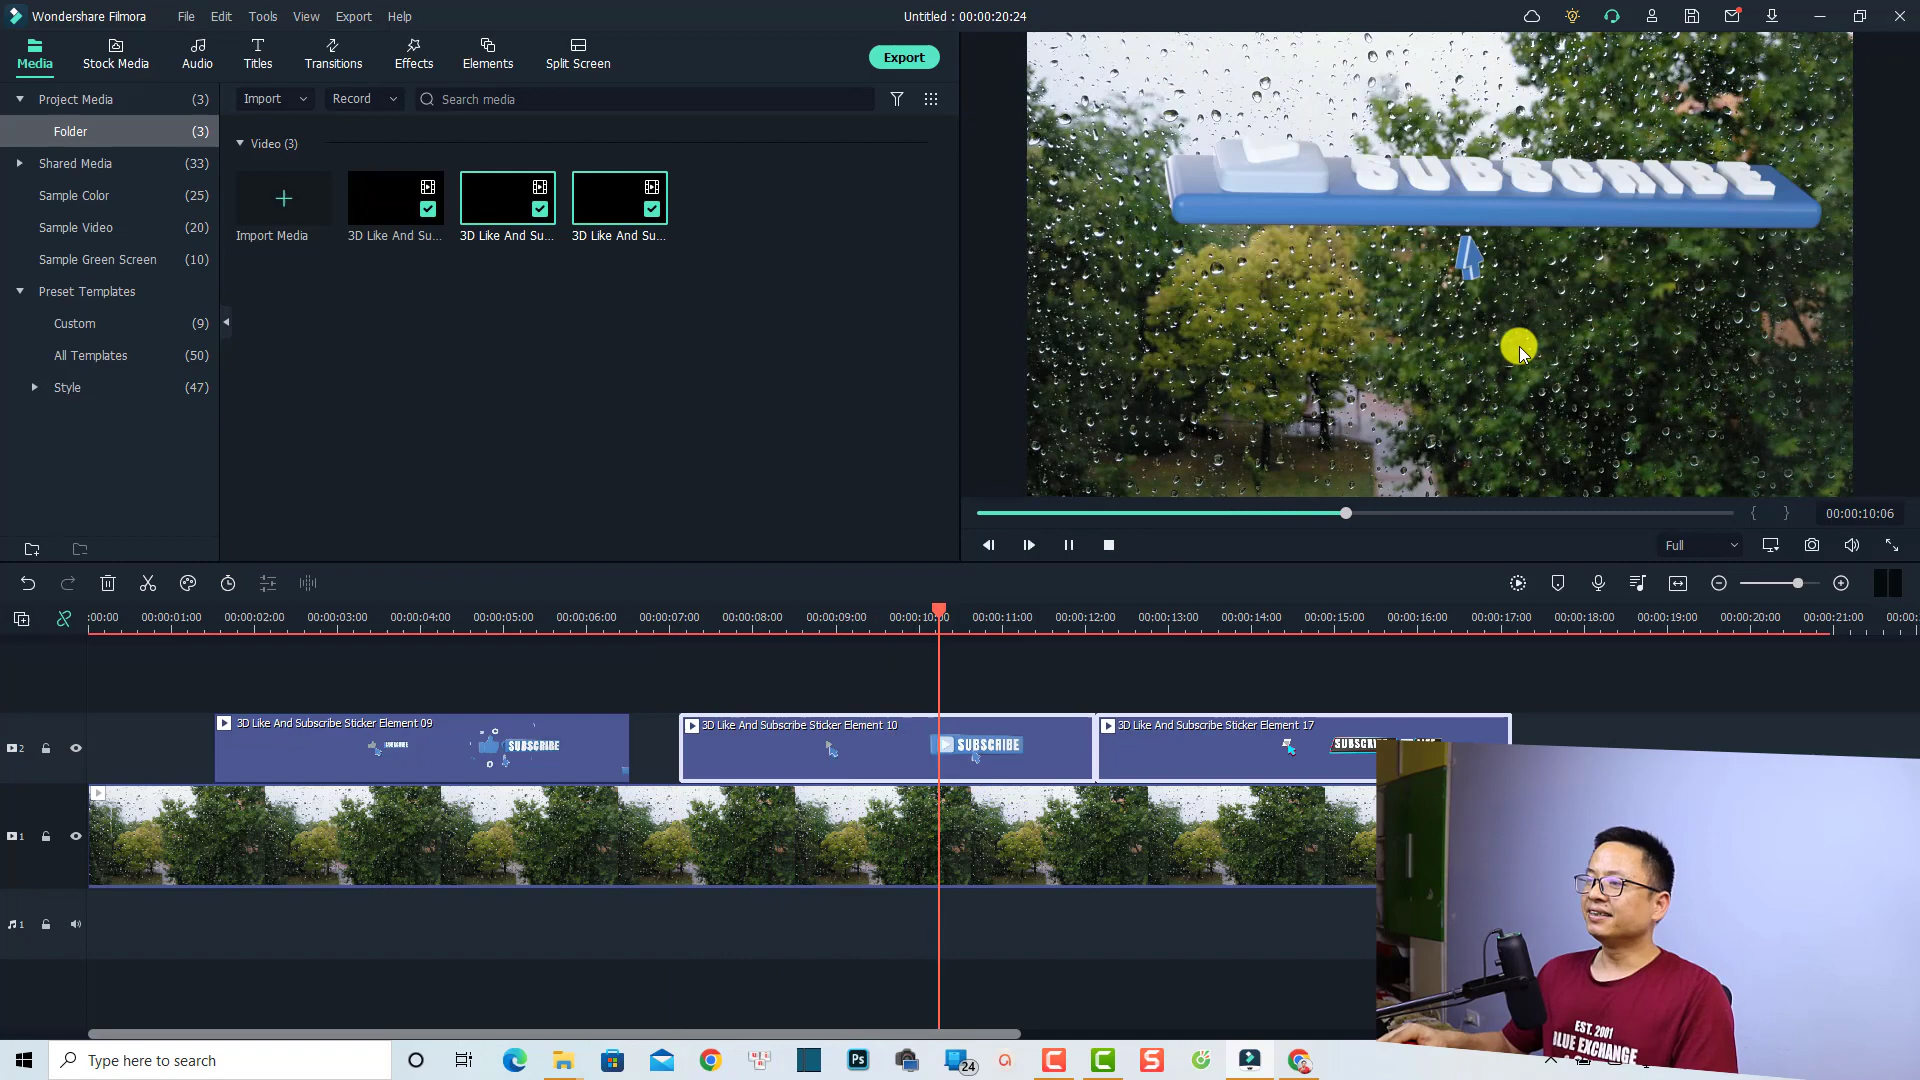 Wondershare Filmora
File Edit Tools View Export Help
Untitled : 00:00:20:24
Media Stock Media Audio Titles Transitions Effects Elements Split Screen
Export
Project Media (3)
Folder (3)
Shared Media (33)
Sample Color (25)
Sample Video (20)
Sample Green Screen (10)
Preset Templates
Custom (9)
All Templates (50)
Style (47)
Import Record Search media
Video (3)
Import Media 3D Like And Su... 3D Like And Su... 3D Like And Su...
SUBSCRIBE
00:00:10:06
Full
:00:00 00:00:01:00 00:00:02:00 00:00:03:00 00:00:04:00 00:00:05:00 00:00:06:00 00:00:07:00 00:00:08:00 00:00:09:00 00:00:10:00 00:00:11:00 00:00:12:00 00:00:13:00 00:00:14:00 00:00:15:00 00:00:16:00 00:00:17:00 00:00:18:00 00:00:19:00 00:00:20:00 00:00:21:00 00:00:
3D Like And Subscribe Sticker Element 09 3D Like And Subscribe Sticker Element 10 3D Like And Subscribe Sticker Element 17
SUBSCRIBE SUBSCRIBE SUBSCRIBE
2
1
1
EST. 2001
BLUE EXCHANGE
Type here to search
Ps
24